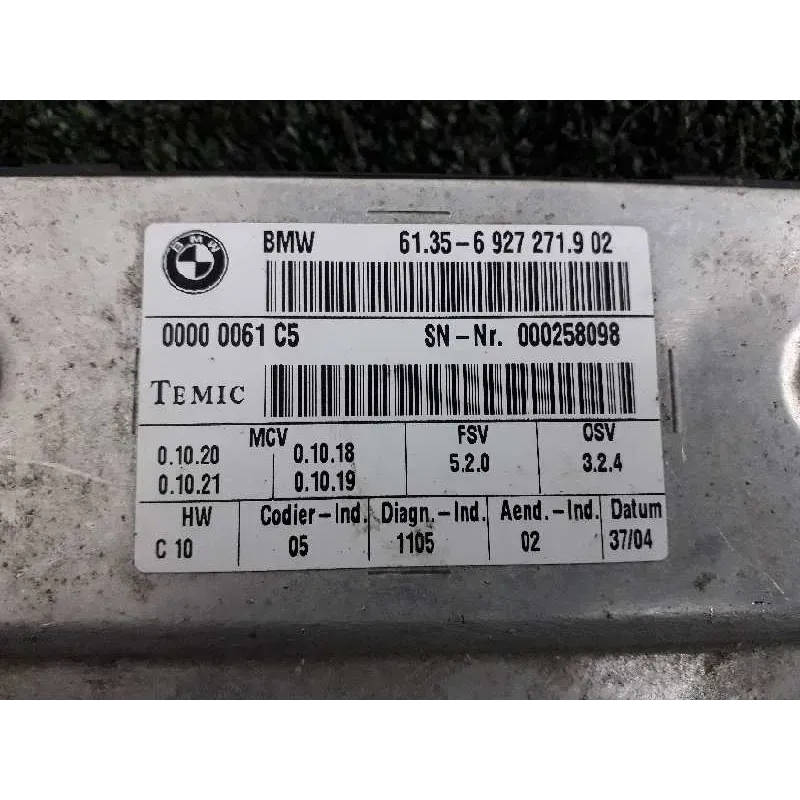 BMW
BMW 61.35-6 927 271.9 02
0000 0061 C5 SN-Nr. 000258098
TEMIC
MCV FSV OSV
0.10.20 0.10.18 5.2.0 3.2.4
0.10.21 0.10.19
HW Codier-Ind. Diagn.-Ind. Aend.-Ind. Datum
C 10 05 1105 02 37/04